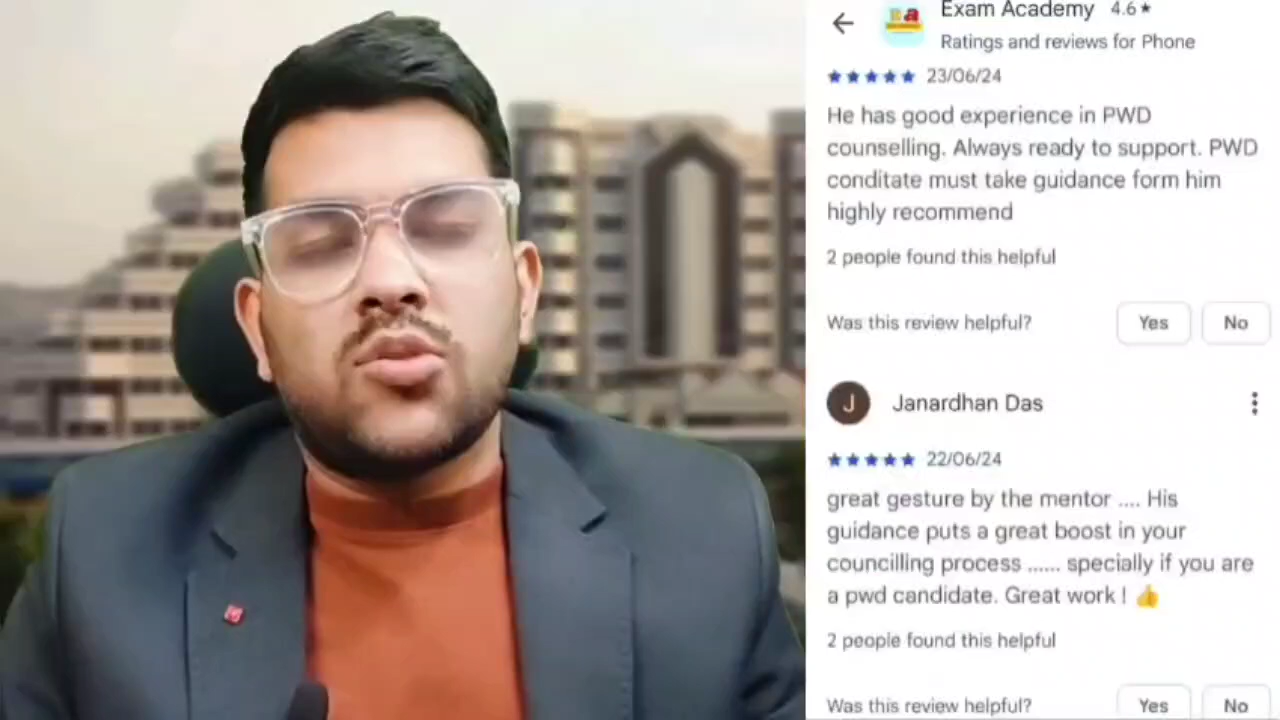 Exam Academy 4.6★
Ratings and reviews for Phone
★★★★★ 23/06/24
He has good experience in PWD
counselling. Always ready to support. PWD
conditate must take guidance form him
highly recommend
2 people found this helpful
Was this review helpful? Yes No
J Janardhan Das
★★★★★ 22/06/24
great gesture by the mentor .... His
guidance puts a great boost in your
councilling process ...... specially if you are
a pwd candidate. Great work ! 👍
2 people found this helpful
Was this review helpful? Yes No